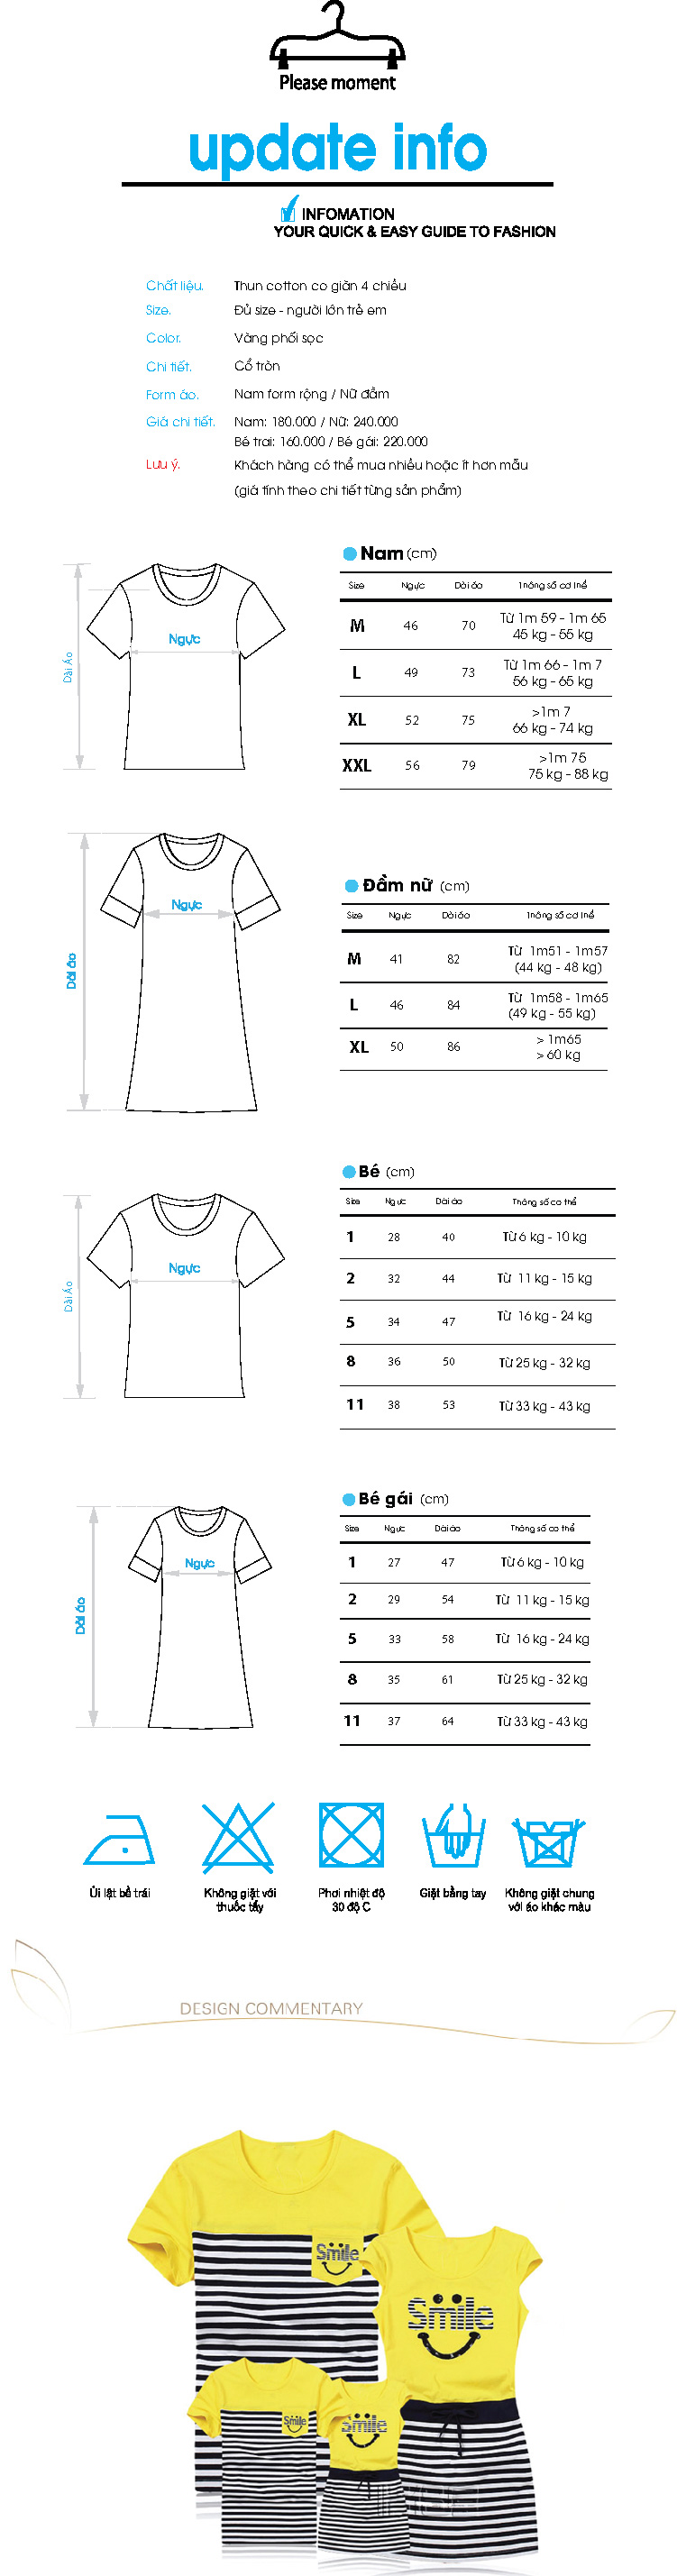 Please moment
update info
INFOMATION
YOUR QUICK & EASY GUIDE TO FASHION
Chất liệu. Thun cotton co giãn 4 chiều
Size. Đủ size - người lớn trẻ em
Color. Vàng phối sọc
Chi tiết. Cổ tròn
Form áo. Nam form rộng / Nữ đầm
Giá chi tiết. Nam: 180.000 / Nữ: 240.000
Bé trai: 160.000 / Bé gái: 220.000
Lưu ý. Khách hàng có thể mua nhiều hoặc ít hơn mẫu
(giá tính theo chi tiết từng sản phẩm)
Nam (cm)
Size Ngực Dài áo Thông số cơ thể
M 46 70 Từ 1m 59 - 1m 65
45 kg - 55 kg
L 49 73 Từ 1m 66 - 1m 7
56 kg - 65 kg
XL 52 75 >1m 7
66 kg - 74 kg
XXL 56 79 >1m 75
75 kg - 88 kg
Ngực
Dài Áo
Đầm nữ (cm)
Size Ngực Dài áo Thông số cơ thể
M 41 82 Từ 1m51 - 1m57
(44 kg - 48 kg)
L 46 84 Từ 1m58 - 1m65
(49 kg - 55 kg)
XL 50 86 > 1m65
> 60 kg
Ngực
Dài áo
Bé (cm)
Size Ngực Dài áo Thông số cơ thể
1 28 40 Từ 6 kg - 10 kg
2 32 44 Từ 11 kg - 15 kg
5 34 47 Từ 16 kg - 24 kg
8 36 50 Từ 25 kg - 32 kg
11 38 53 Từ 33 kg - 43 kg
Ngực
Dài Áo
Bé gái (cm)
Size Ngực Dài áo Thông số cơ thể
1 27 47 Từ 6 kg - 10 kg
2 29 54 Từ 11 kg - 15 kg
5 33 58 Từ 16 kg - 24 kg
8 35 61 Từ 25 kg - 32 kg
11 37 64 Từ 33 kg - 43 kg
Ngực
Dài áo
Ủi lật bề trái
Không giặt với
thuốc tẩy
Phơi nhiệt độ
30 độ C
Giặt bằng tay
Không giặt chung
với áo khác màu
DESIGN COMMENTARY
Smile
Smile
Smile
Smile